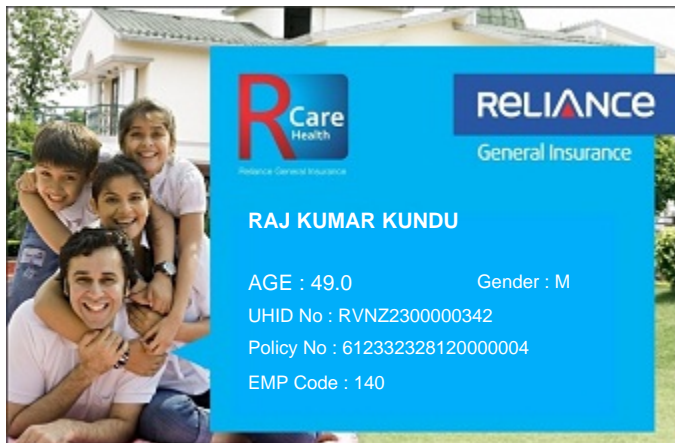 R Care
Health
Reliance General Insurance
RELIANCE
General Insurance
RAJ KUMAR KUNDU
AGE : 49.0 Gender : M
UHID No : RVNZ2300000342
Policy No : 612332328120000004
EMP Code : 140